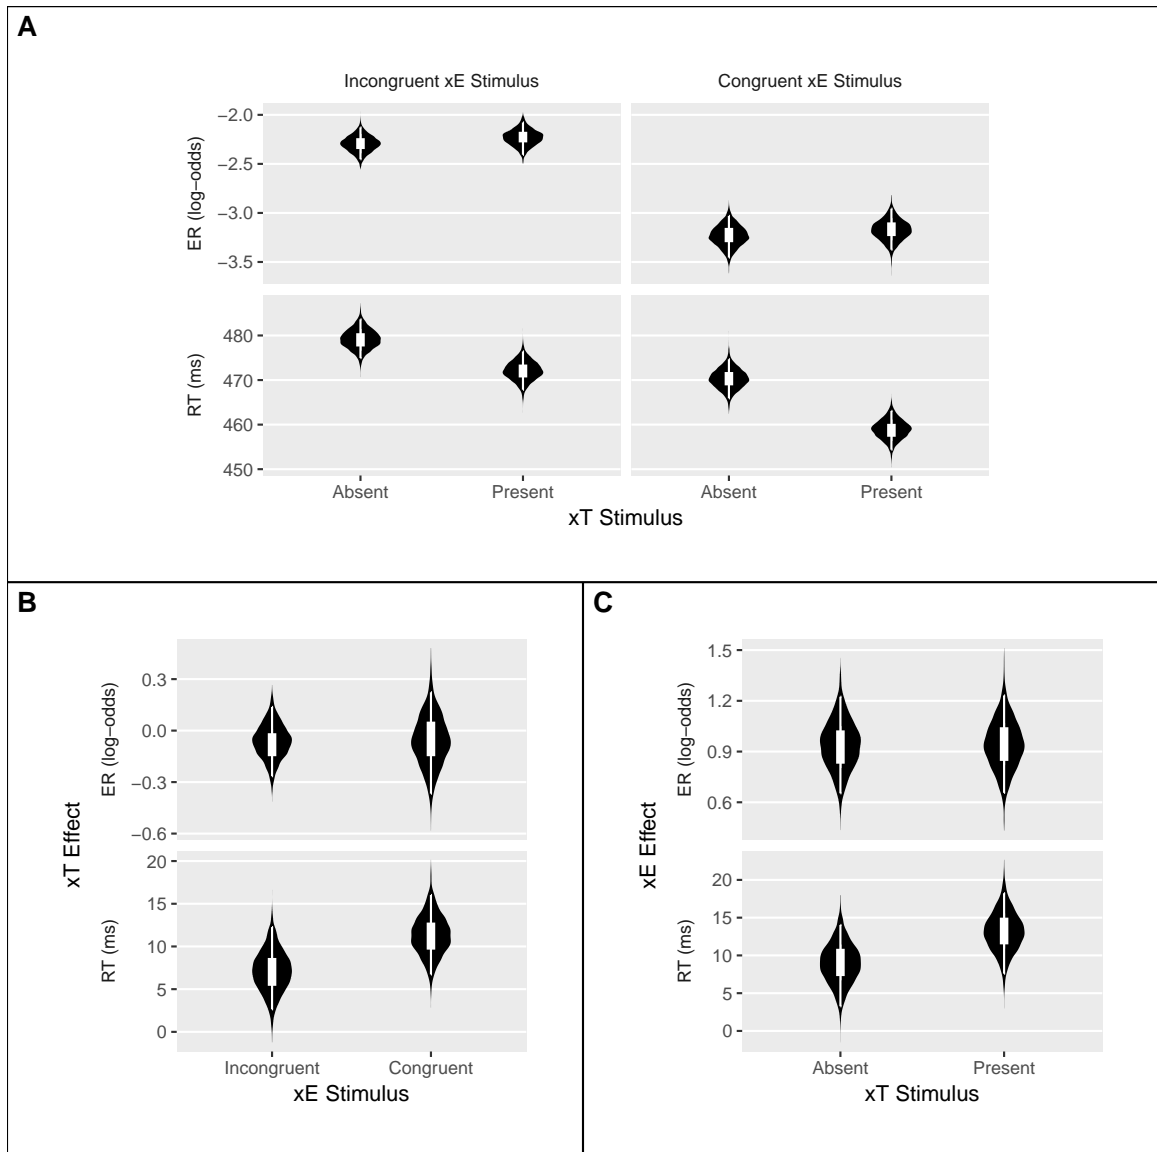 A
Incongruent xE Stimulus
Congruent xE Stimulus
ER (log−odds)
−2.0
−2.5
−3.0
−3.5
RT (ms)
480
470
460
450
Absent
Present
Absent
Present
xT Stimulus
B
xT Effect
ER (log−odds)
0.3
0.0
−0.3
−0.6
RT (ms)
20
15
10
5
0
Incongruent
Congruent
xE Stimulus
C
xE Effect
ER (log−odds)
1.5
1.2
0.9
0.6
RT (ms)
20
15
10
5
0
Absent
Present
xT Stimulus